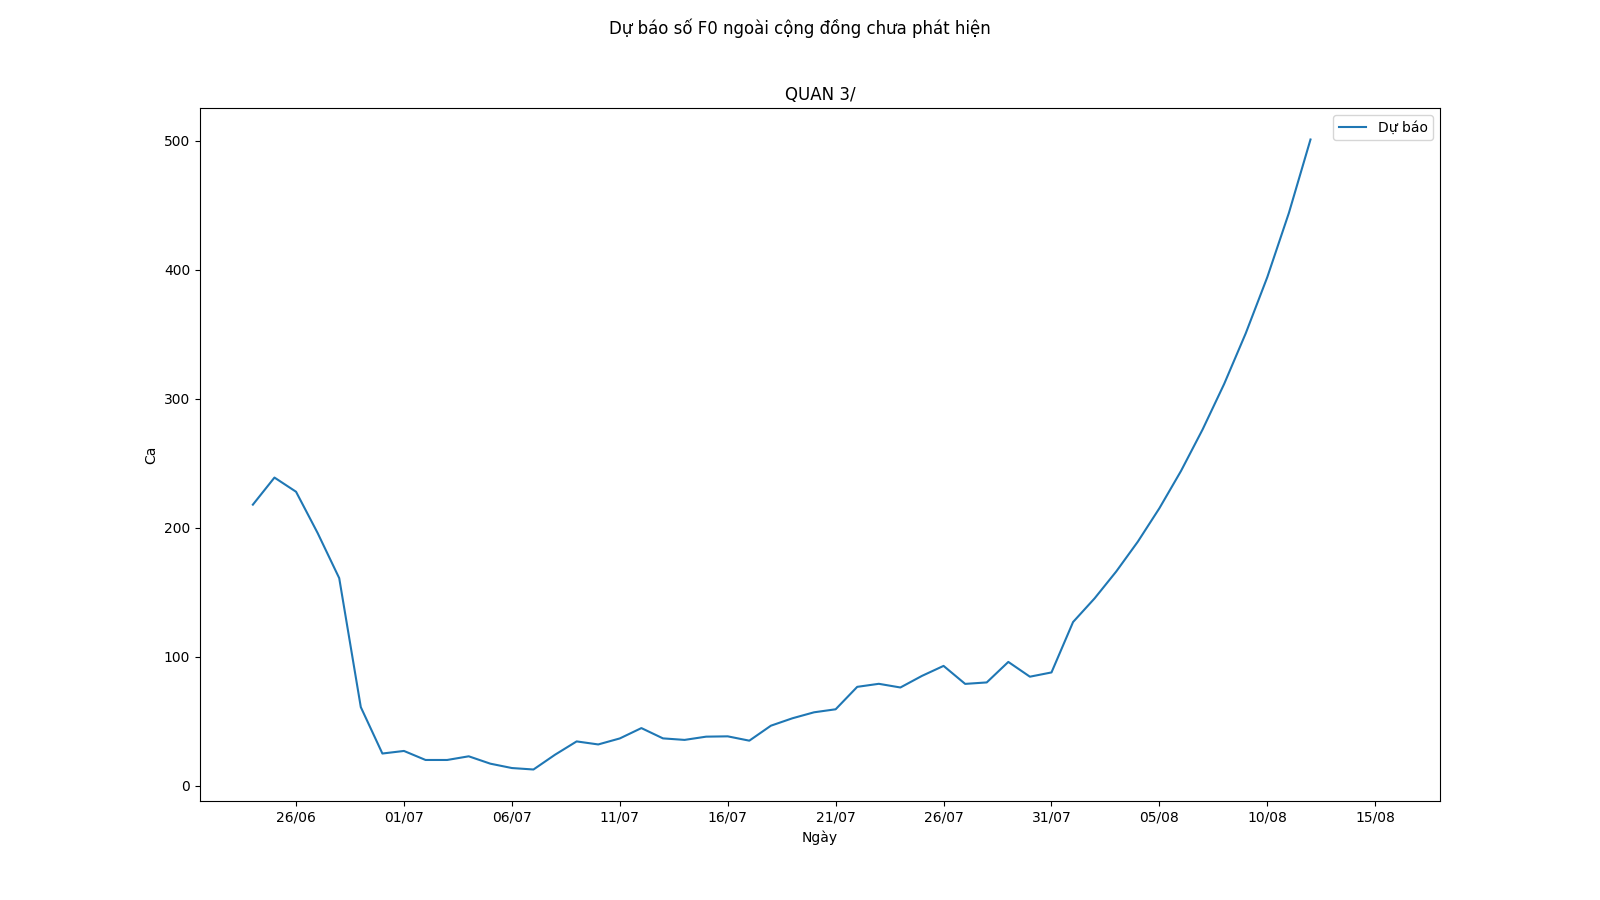 Dự báo số F0 ngoài cộng đồng chưa phát hiện
QUAN 3/
Dự báo
500
400
300
200
100
0
Ca
26/06 01/07 06/07 11/07 16/07 21/07 26/07 31/07 05/08 10/08 15/08
Ngày